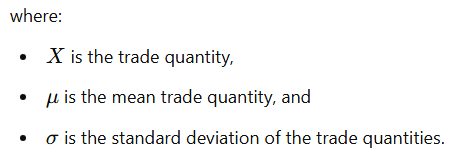 where:
• X is the trade quantity,
• μ is the mean trade quantity, and
• σ is the standard deviation of the trade quantities.